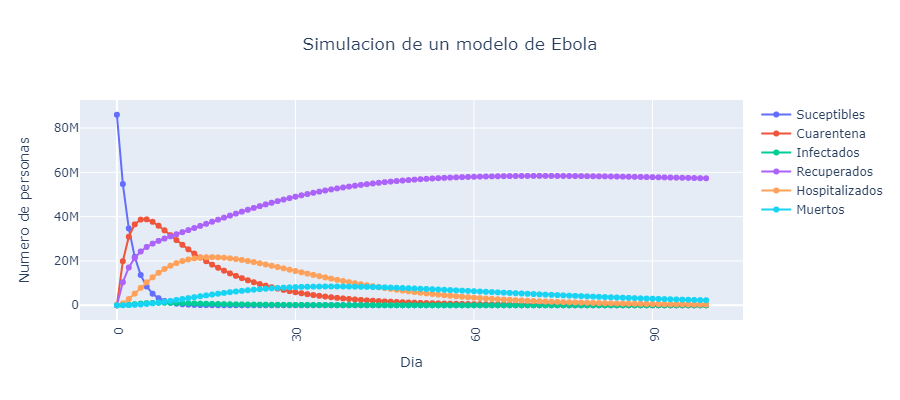 Simulacion de un modelo de Ebola
Numero de personas
80M
60M
40M
20M
0
0
30
60
90
Dia
Suceptibles
Cuarentena
Infectados
Recuperados
Hospitalizados
Muertos